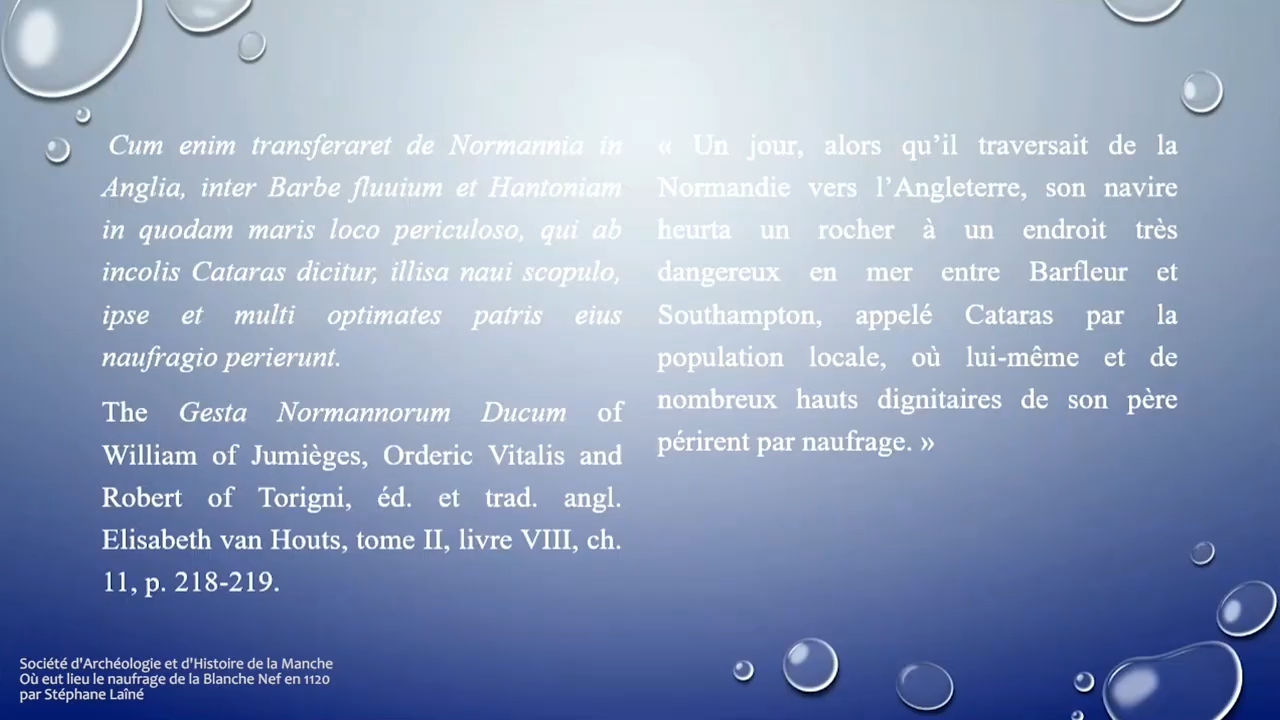 Cum enim transferaret de Normannia in
Anglia, inter Barbe fluuium et Hantoniam
in quodam maris loco periculoso, qui ab
incolis Cataras dicitur, illisa naui scopulo,
ipse et multi optimates patris eius
naufragio perierunt.
The Gesta Normannorum Ducum of
William of Jumièges, Orderic Vitalis and
Robert of Torigni, éd. et trad. angl.
Elisabeth van Houts, tome II, livre VIII, ch.
11, p. 218-219.
« Un jour, alors qu’il traversait de la
Normandie vers l’Angleterre, son navire
heurta un rocher à un endroit très
dangereux en mer entre Barfleur et
Southampton, appelé Cataras par la
population locale, où lui-même et de
nombreux hauts dignitaires de son père
périrent par naufrage. »
Société d'Archéologie et d'Histoire de la Manche
Où eut lieu le naufrage de la Blanche Nef en 1120
par Stéphane Laîné